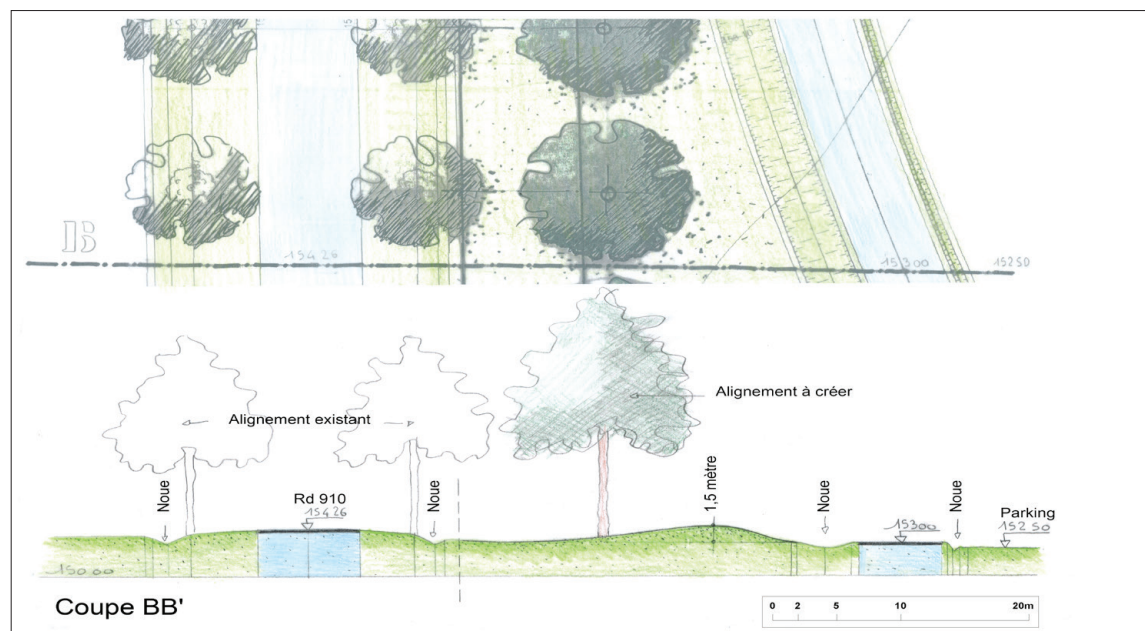 B
154 26
153 00
152 50
Alignement existant
Alignement à créer
Noue
Rd 910
154 26
Noue
1,5 mètre
Noue
153 00
Noue
Parking
152 50
150 00
Coupe BB'
0 2 5 10 20m